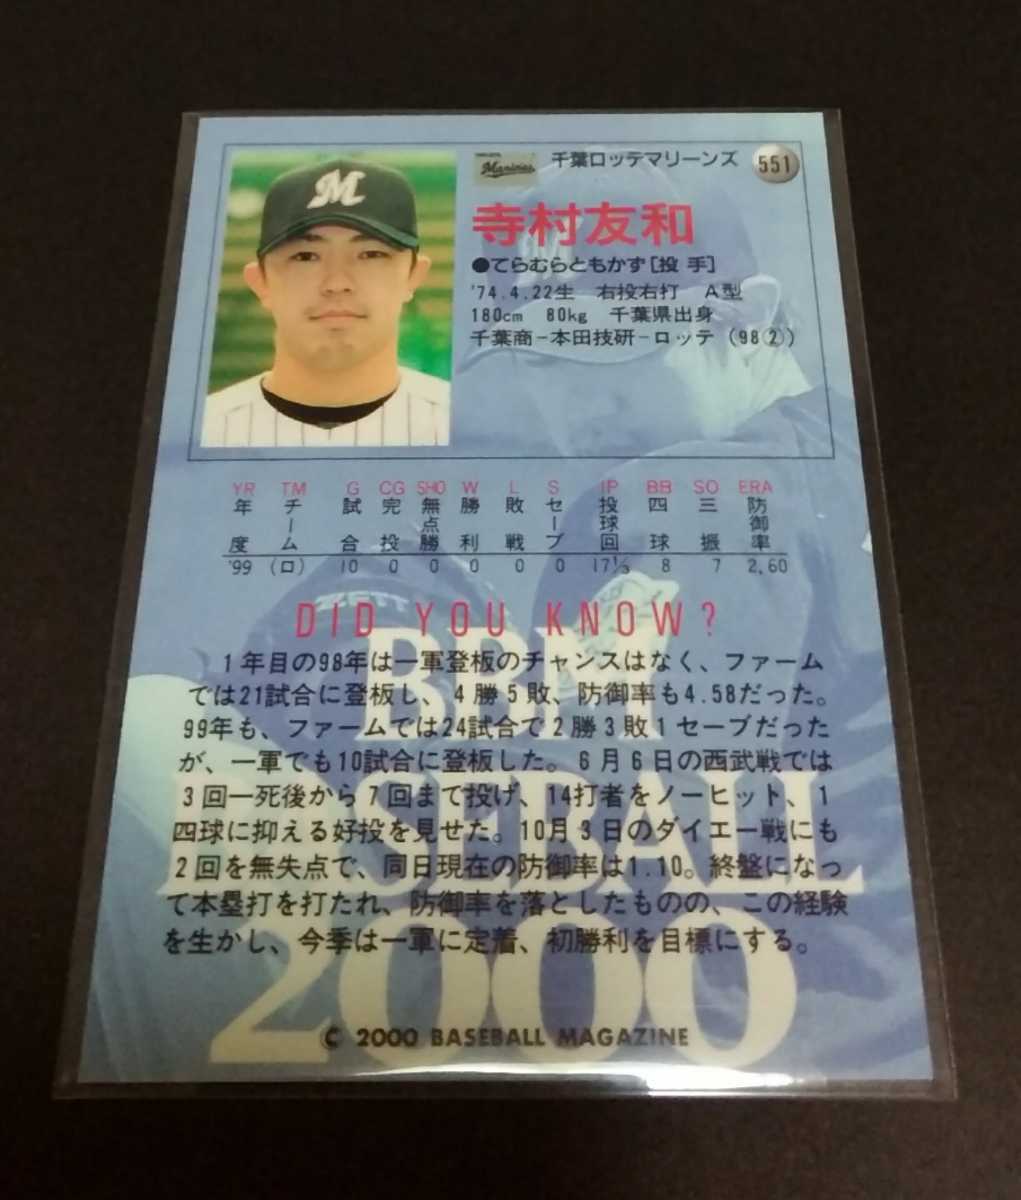 Marines 千葉ロッテマリーンズ 551
M
寺村友和
●てらむらともかず[投 手]
'74.4.22生 右投右打 A型
180cm 80kg 千葉県出身
千葉商-本田技研-ロッテ (98②)
YR TM G CG SHO W L S IP BB SO ERA
年度 チーム 試合 完投 無点勝 勝利 敗戦 セーブ 投球回 四球 三振 防御率
'99 (ロ) 10 0 0 0 0 0 17⅓ 8 7 2.60
DID YOU KNOW?
1年目の98年は一軍登板のチャンスはなく、ファーム
では21試合に登板し、4勝5敗、防御率も4.58だった。
99年も、ファームでは24試合で2勝3敗1セーブだった
が、一軍でも10試合に登板した。6月6日の西武戦では
3回一死後から7回まで投げ、14打者をノーヒット、1
四球に抑える好投を見せた。10月3日のダイエー戦にも
2回を無失点で、同日現在の防御率は1.10。終盤になっ
て本塁打を打たれ、防御率を落としたものの、この経験
を生かし、今季は一軍に定着、初勝利を目標にする。
BBM
BASEBALL
2000
© 2000 BASEBALL MAGAZINE